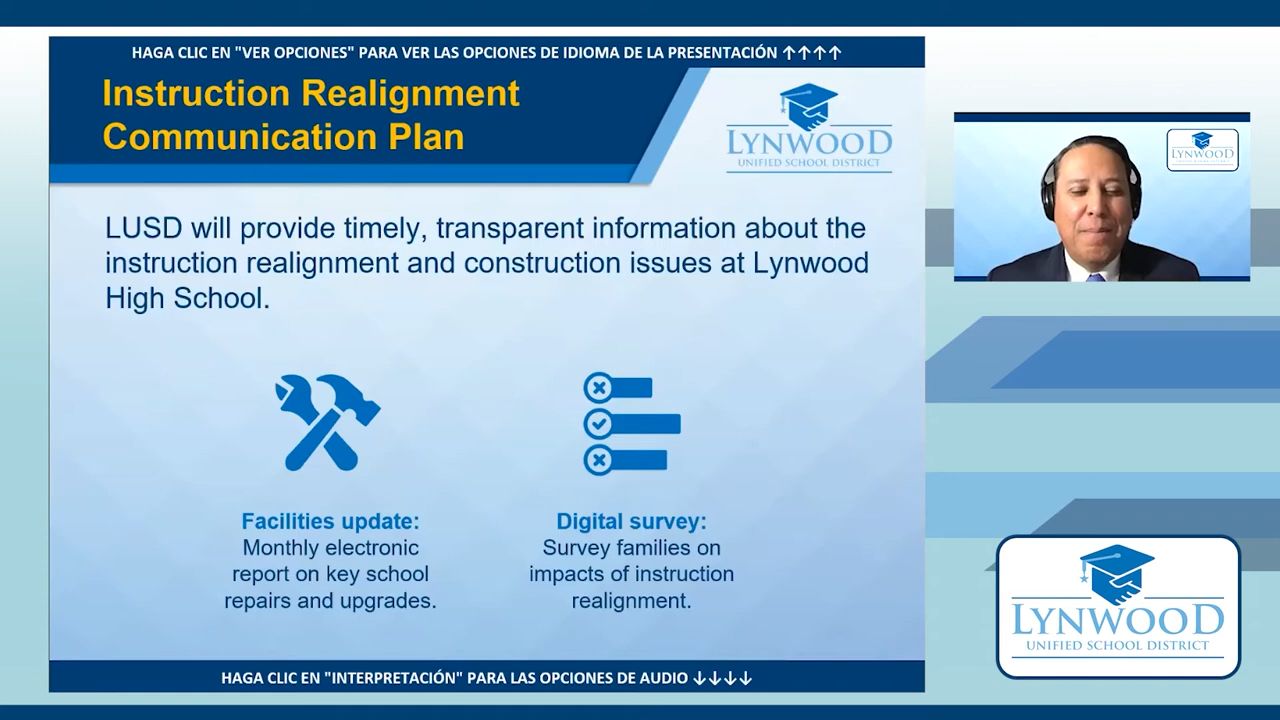 HAGA CLIC EN "VER OPCIONES" PARA VER LAS OPCIONES DE IDIOMA DE LA PRESENTACIÓN ↑↑↑↑
Instruction Realignment
Communication Plan
LYNWOOD
UNIFIED SCHOOL DISTRICT
LUSD will provide timely, transparent information about the
instruction realignment and construction issues at Lynwood
High School.
Facilities update:
Monthly electronic
report on key school
repairs and upgrades.
Digital survey:
Survey families on
impacts of instruction
realignment.
HAGA CLIC EN "INTERPRETACIÓN" PARA LAS OPCIONES DE AUDIO ↓↓↓↓
LYNWOOD
LYNWOOD
UNIFIED SCHOOL DISTRICT